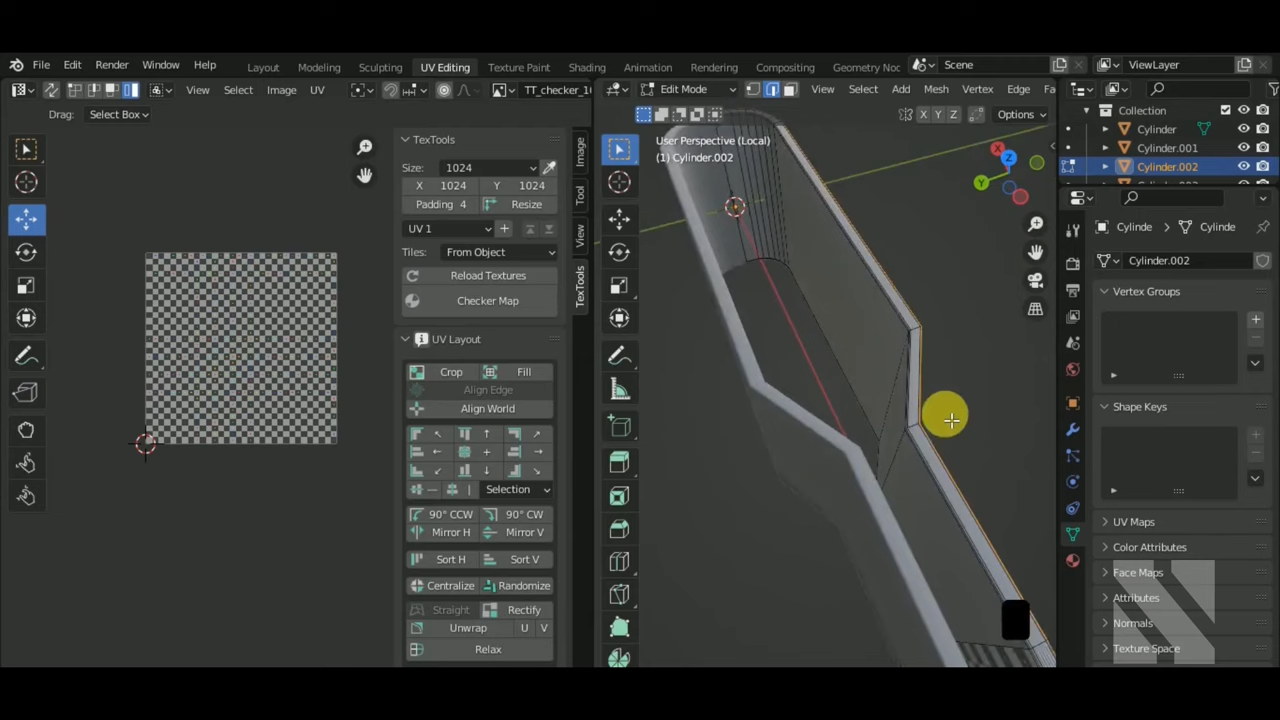 File Edit Render Window Help Layout Modeling Sculpting UV Editing Texture Paint Shading Animation Rendering Compositing Geometry Noc Scene ViewLayer
View Select Image UV TT_checker_10 Edit Mode View Select Add Mesh Vertex Edge Fa
Drag: Select Box X Y Z Options
Collection
User Perspective (Local)
(1) Cylinder.002
Cylinder
Cylinder.001
Cylinder.002
TexTools
Size: 1024
X 1024 Y 1024
Padding 4 Resize
UV 1
Tiles: From Object
Reload Textures
Checker Map
UV Layout
Crop Fill
Align Edge
Align World
Selection
90° CCW 90° CW
Mirror H Mirror V
Sort H Sort V
Centralize Randomize
Straight Rectify
Unwrap U V
Relax
Image
Tool
View
TexTools
X
Y
Z
Cylinde Cylinde
Cylinder.002
Vertex Groups
Shape Keys
UV Maps
Color Attributes
Face Maps
Attributes
Normals
Texture Space